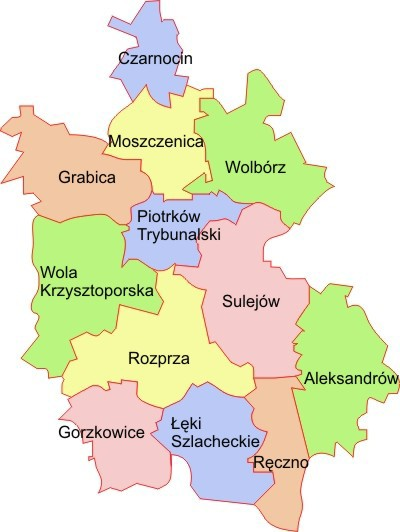 Czarnocin
Moszczenica
Wolbórz
Grabica
Piotrków
Trybunalski
Wola
Krzysztoporska
Sulejów
Rozprza
Aleksandrów
Gorzkowice
Łęki
Szlacheckie
Ręczno